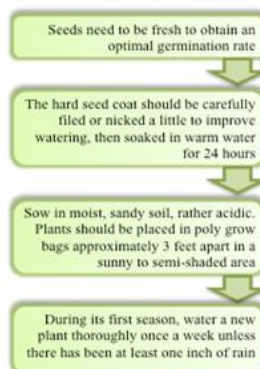 Seeds need to be fresh to obtain an
optimal germination rate
The hard seed coat should be carefully
filed or nicked a little to improve
watering, then soaked in warm water
for 24 hours
Sow in moist, sandy soil, rather acidic.
Plants should be placed in poly grow
bags approximately 3 feet apart in a
sunny to semi-shaded area
During its first season, water a new
plant thoroughly once a week unless
there has been at least one inch of rain